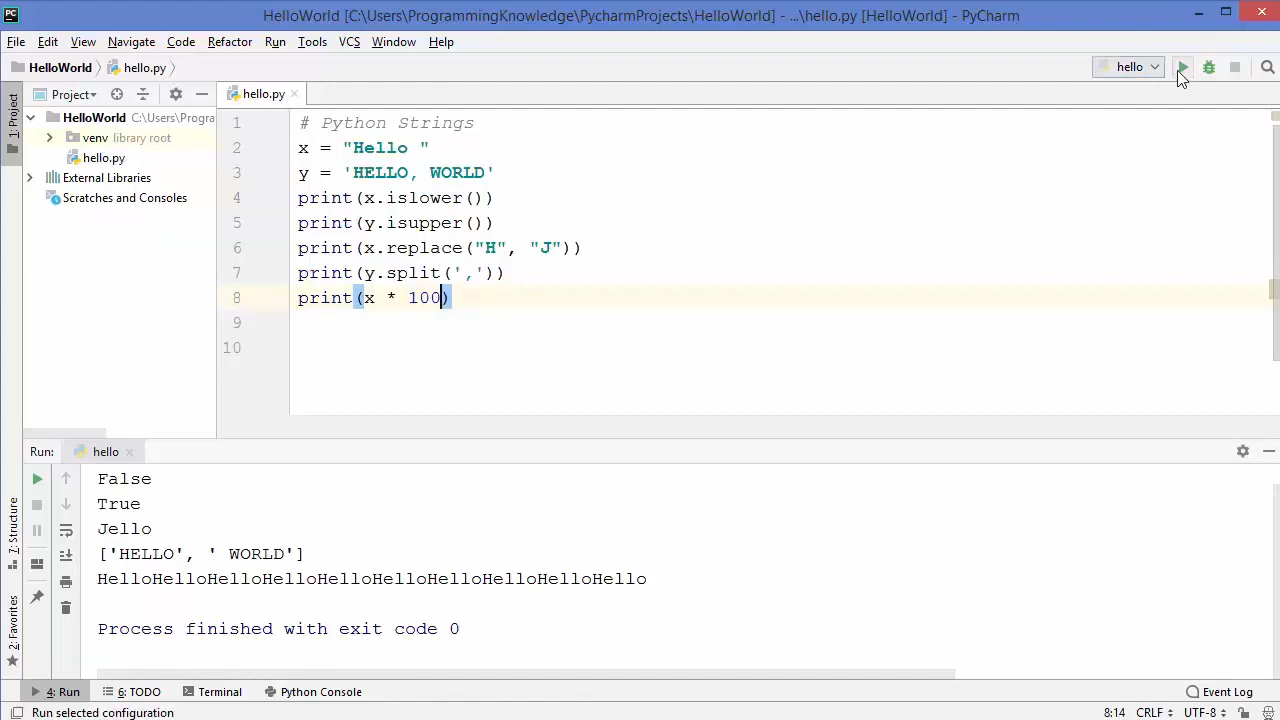 HelloWorld [C:\Users\ProgrammingKnowledge\PycharmProjects\HelloWorld] - ...\hello.py [HelloWorld] - PyCharm
File Edit View Navigate Code Refactor Run Tools VCS Window Help
HelloWorld hello.py hello
1: Project
Project hello.py
HelloWorld C:\Users\Progra
venv library root
hello.py
External Libraries
Scratches and Consoles
1 # Python Strings
2 x = "Hello "
3 y = 'HELLO, WORLD'
4 print(x.islower())
5 print(y.isupper())
6 print(x.replace("H", "J"))
7 print(y.split(','))
8 print(x * 100)
9
10
Run: hello
False
True
Jello
['HELLO', ' WORLD']
HelloHelloHelloHelloHelloHelloHelloHelloHelloHello
Process finished with exit code 0
7: Structure
2: Favorites
4: Run 6: TODO Terminal Python Console Event Log
Run selected configuration 8:14 CRLF UTF-8